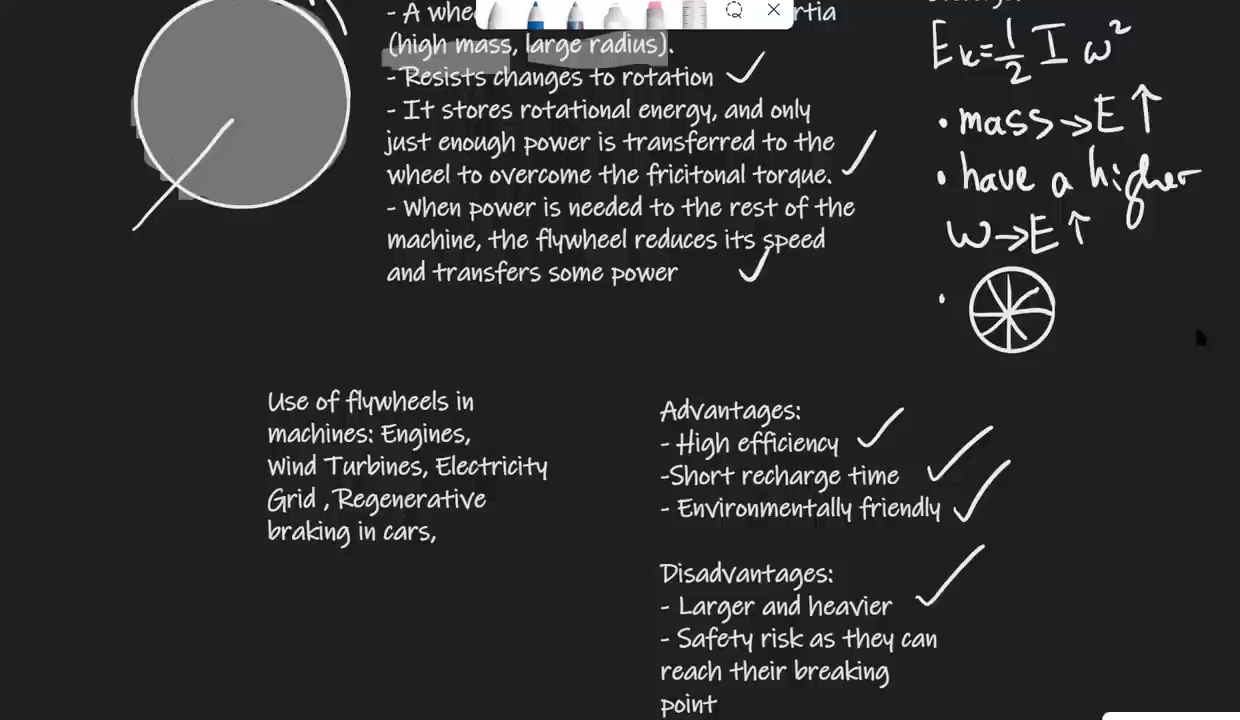 - A whe rtia
(high mass, large radius).
- Resists changes to rotation
- It stores rotational energy, and only
just enough power is transferred to the
wheel to overcome the fricitonal torque.
- When power is needed to the rest of the
machine, the flywheel reduces its speed
and transfers some power
Ek=1/2 I ω²
• mass→E↑
• have a higher
ω→E↑
•
Use of flywheels in
machines: Engines,
Wind Turbines, Electricity
Grid , Regenerative
braking in cars,
Advantages:
- High efficiency
-Short recharge time
- Environmentally friendly
Disadvantages:
- Larger and heavier
- Safety risk as they can
reach their breaking
point